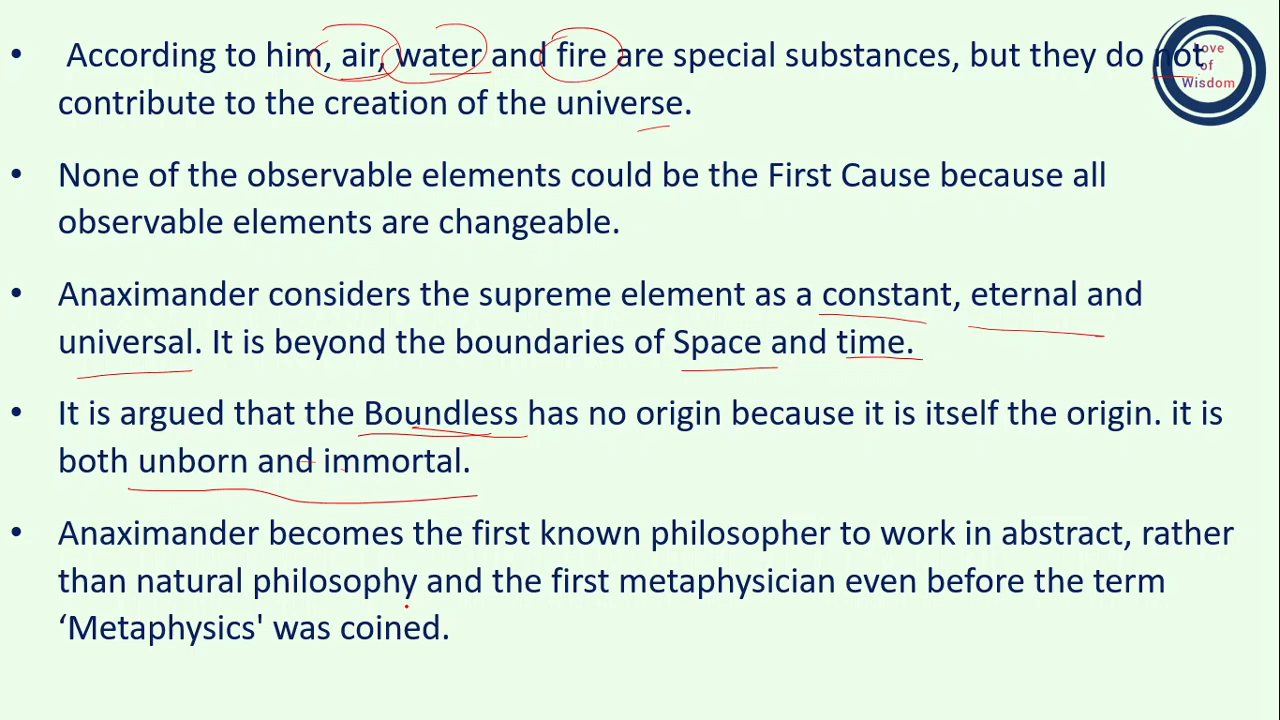 • According to him, air, water and fire are special substances, but they do not
contribute to the creation of the universe.
• None of the observable elements could be the First Cause because all
observable elements are changeable.
• Anaximander considers the supreme element as a constant, eternal and
universal. It is beyond the boundaries of Space and time.
• It is argued that the Boundless has no origin because it is itself the origin. it is
both unborn and immortal.
• Anaximander becomes the first known philosopher to work in abstract, rather
than natural philosophy and the first metaphysician even before the term
‘Metaphysics' was coined.
Love
of
Wisdom